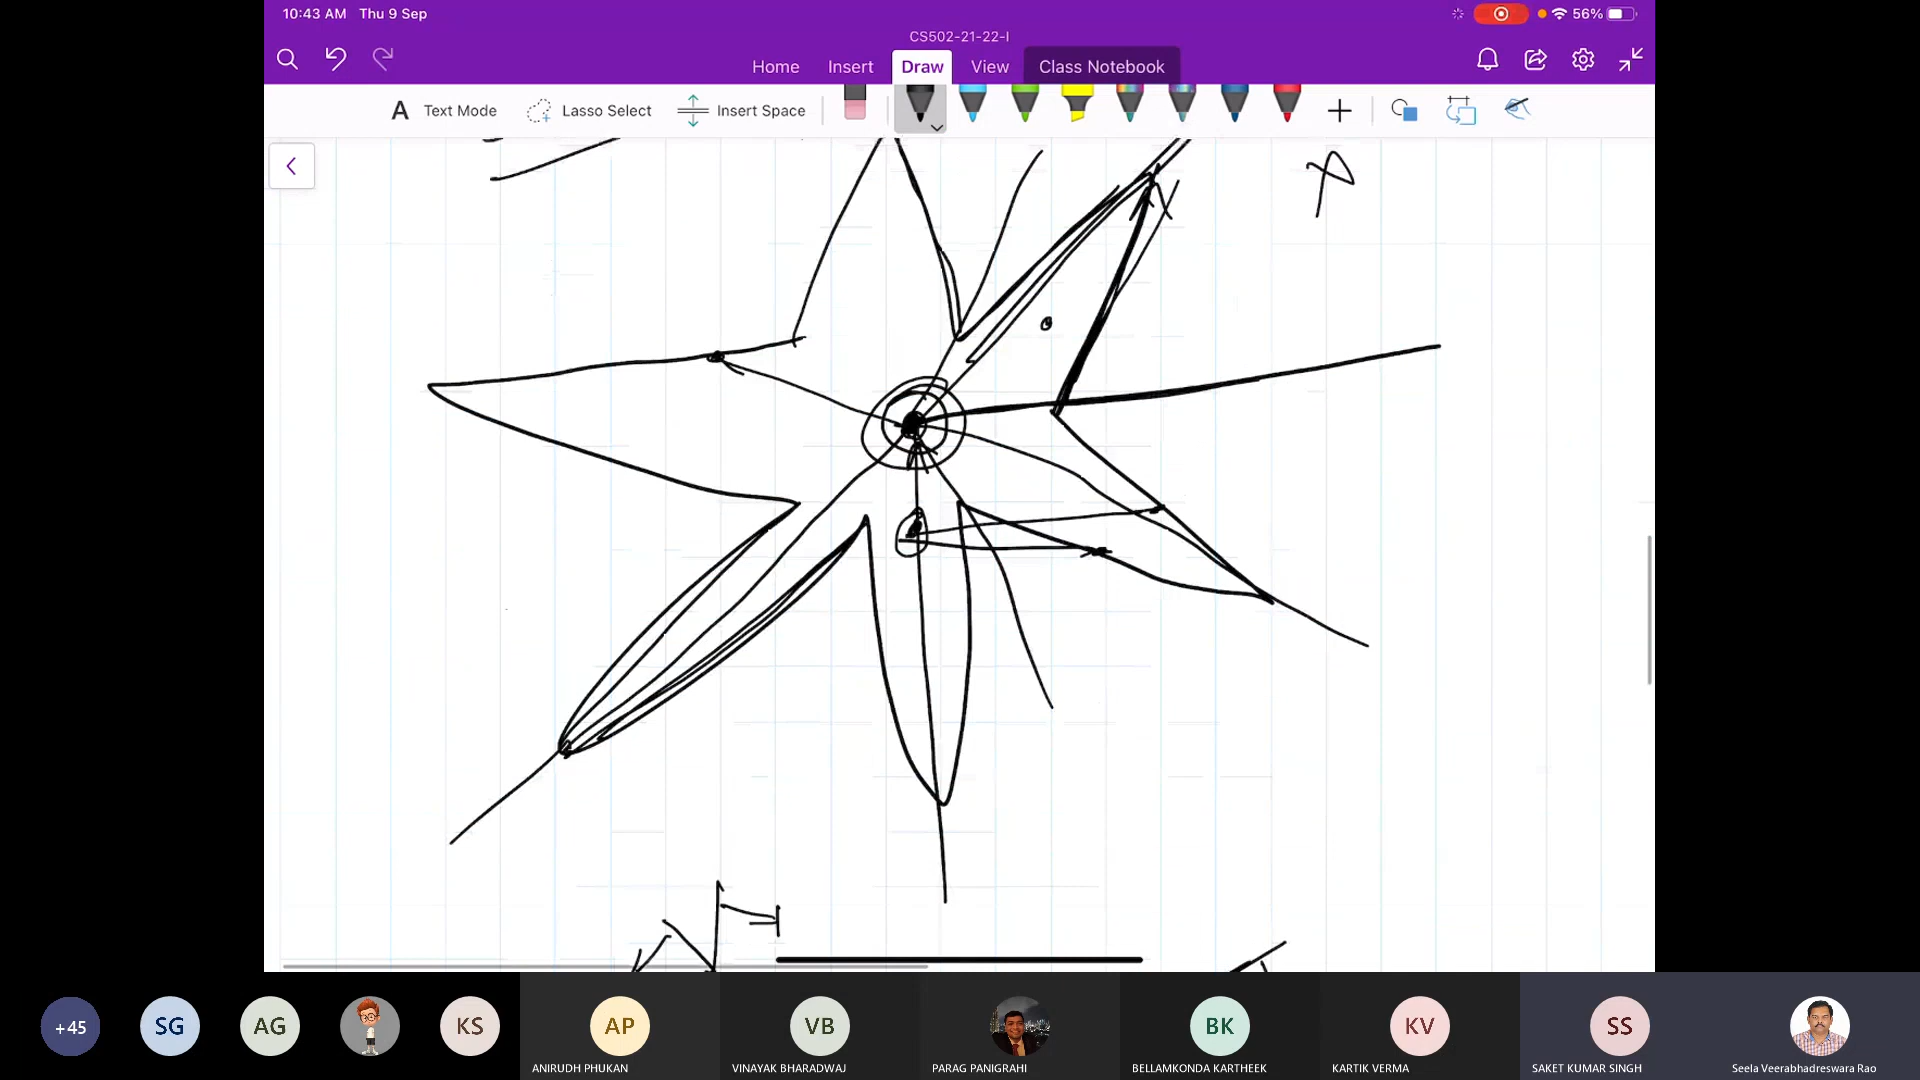 10:43 AM Thu 9 Sep 56%
CS502-21-22-I
Home Insert Draw View Class Notebook
A Text Mode Lasso Select Insert Space
+45 SG AG KS AP VB BK KV SS
ANIRUDH PHUKAN VINAYAK BHARADWAJ PARAG PANIGRAHI BELLAMKONDA KARTHEEK KARTIK VERMA SAKET KUMAR SINGH Seela Veerabhadreswara Rao